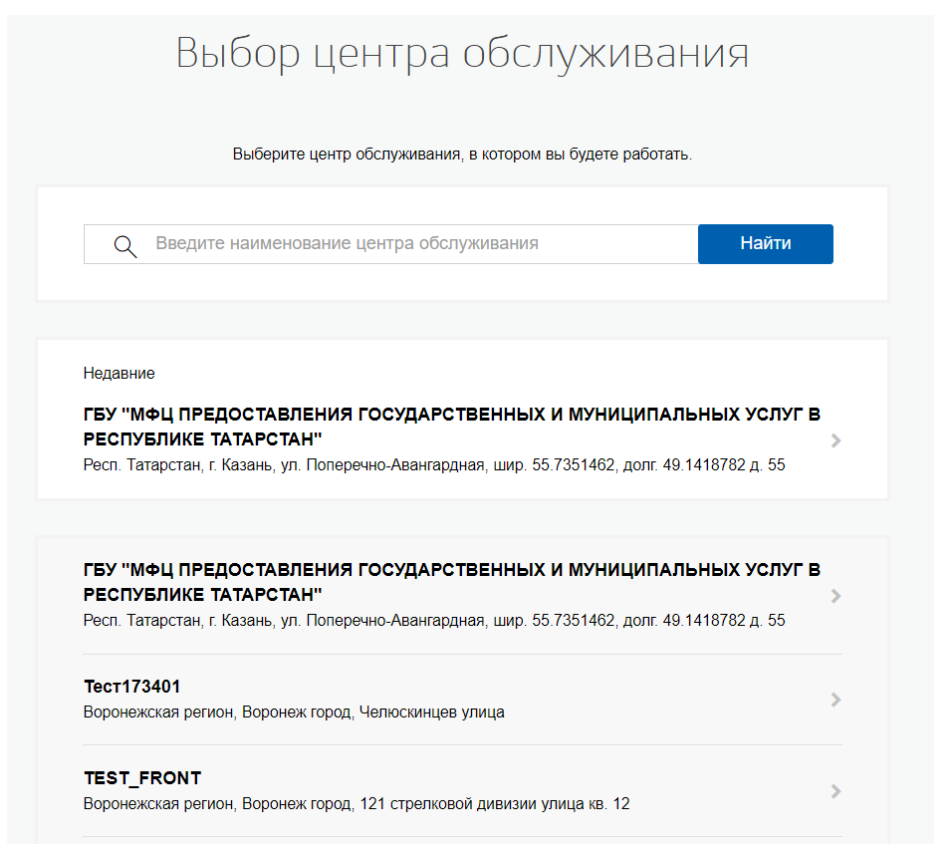 Выбор центра обслуживания
Выберите центр обслуживания, в котором вы будете работать.
Введите наименование центра обслуживания
Найти
Недавние
ГБУ "МФЦ ПРЕДОСТАВЛЕНИЯ ГОСУДАРСТВЕННЫХ И МУНИЦИПАЛЬНЫХ УСЛУГ В
РЕСПУБЛИКЕ ТАТАРСТАН"
Респ. Татарстан, г. Казань, ул. Поперечно-Авангардная, шир. 55.7351462, долг. 49.1418782 д. 55
ГБУ "МФЦ ПРЕДОСТАВЛЕНИЯ ГОСУДАРСТВЕННЫХ И МУНИЦИПАЛЬНЫХ УСЛУГ В
РЕСПУБЛИКЕ ТАТАРСТАН"
Респ. Татарстан, г. Казань, ул. Поперечно-Авангардная, шир. 55.7351462, долг. 49.1418782 д. 55
Тест173401
Воронежская регион, Воронеж город, Челюскинцев улица
TEST_FRONT
Воронежская регион, Воронеж город, 121 стрелковой дивизии улица кв. 12